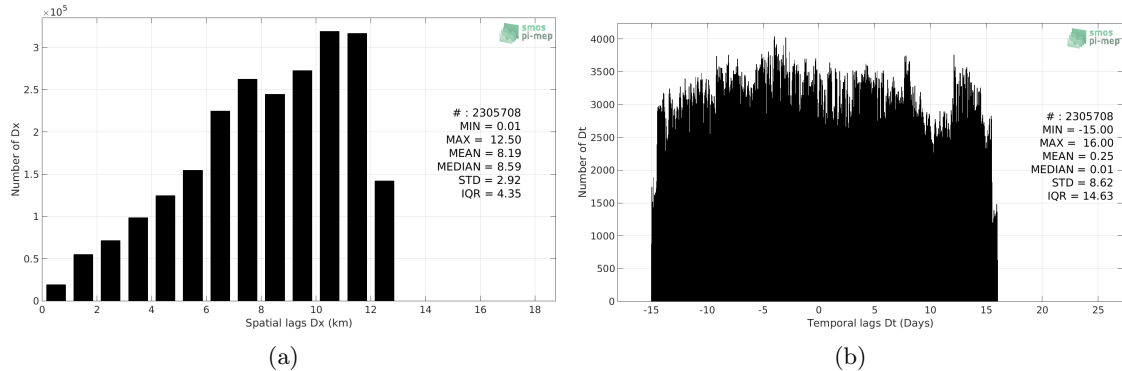 ×10⁵
smos
pi-mep
3
2.5
2
1.5
1
0.5
0
Number of Dx
# : 2305708
MIN = 0.01
MAX = 12.50
MEAN = 8.19
MEDIAN = 8.59
STD = 2.92
IQR = 4.35
0 2 4 6 8 10 12 14 16 18
Spatial lags Dx (km)
(a)
smos
pi-mep
4000
3500
3000
2500
2000
1500
1000
500
0
Number of Dt
# : 2305708
MIN = -15.00
MAX = 16.00
MEAN = 0.25
MEDIAN = 0.01
STD = 8.62
IQR = 14.63
-15 -10 -5 0 5 10 15 20 25
Temporal lags Dt (Days)
(b)